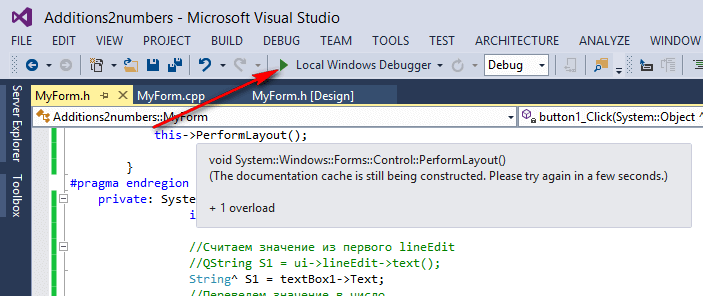 Additions2numbers - Microsoft Visual Studio
FILE EDIT VIEW PROJECT BUILD DEBUG TEAM TOOLS TEST ARCHITECTURE ANALYZE WINDOW
Local Windows Debugger Debug
Server Explorer
Toolbox
MyForm.h MyForm.cpp MyForm.h [Design]
Additions2numbers::MyForm button1_Click(System::Object ^
this->PerformLayout();
void System::Windows::Forms::Control::PerformLayout()
(The documentation cache is still being constructed. Please try again in a few seconds.)
+ 1 overload
}
#pragma endregion
private: Syst
//Считаем значение из первого lineEdit
//QString S1 = ui->lineEdit->text();
String^ S1 = textBox1->Text;
//Переведем значение в число